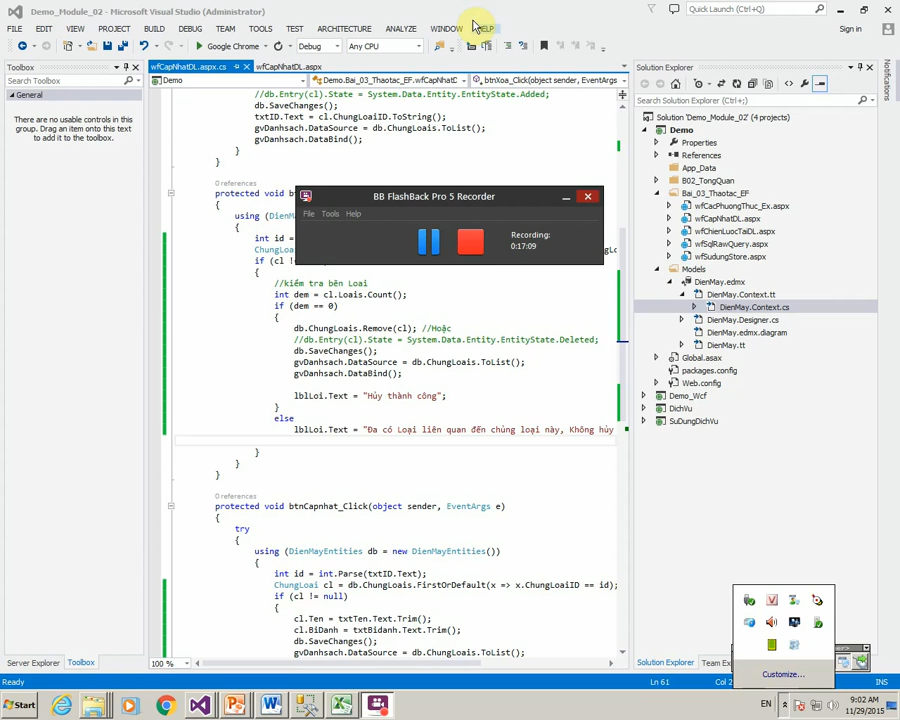 Demo_Module_02 - Microsoft Visual Studio (Administrator)
Quick Launch (Ctrl+;)
FILE EDIT VIEW PROJECT BUILD DEBUG TEAM TOOLS TEST ARCHITECTURE ANALYZE WINDOW HELP
Sign in
Google Chrome
Debug
Any CPU
Toolbox
Search Toolbox
General
There are no usable controls in this
group. Drag an item onto this text
to add it to the toolbox.
wfCapNhatDL.aspx.cs
wfCapNhatDL.aspx
Demo
Demo.Bai_03_Thaotac_EF.wfCapNhatC
btnXoa_Click(object sender, EventArgs
//db.Entry(cl).State = System.Data.Entity.EntityState.Added;
db.SaveChanges();
txtID.Text = cl.ChungLoaiID.ToString();
gvDanhsach.DataSource = db.ChungLoais.ToList();
gvDanhsach.DataBind();
}
}
0 references
protected void
{
using
{
int id =
if (cl
{
//kiểm tra bên Loai
int dem = cl.Loais.Count();
if (dem == 0)
{
db.ChungLoais.Remove(cl); //Hoặc
//db.Entry(cl).State = System.Data.Entity.EntityState.Deleted;
db.SaveChanges();
gvDanhsach.DataSource = db.ChungLoais.ToList();
gvDanhsach.DataBind();
lblLoi.Text = "Hủy thành công";
}
else
lblLoi.Text = "Đa có Loại liên quan đến chủng loại này, Không hủy
}
}
}
0 references
protected void btnCapnhat_Click(object sender, EventArgs e)
{
try
{
using (DienMayEntities db = new DienMayEntities())
{
int id = int.Parse(txtID.Text);
ChungLoai cl = db.ChungLoais.FirstOrDefault(x => x.ChungLoaiID == id);
if (cl != null)
{
cl.Ten = txtTen.Text.Trim();
cl.BiDanh = txtBidanh.Text.Trim();
db.SaveChanges();
gvDanhsach.DataSource = db.ChungLoais.ToList();
100 %
BB FlashBack Pro 5 Recorder
File Tools Help
Recording:
0:17:09
Solution Explorer
Search Solution Explorer (Ctrl+;)
Solution 'Demo_Module_02' (4 projects)
Demo
Properties
References
App_Data
B02_TongQuan
Bai_03_Thaotac_EF
wfCacPhuongThuc_Ex.aspx
wfCapNhatDL.aspx
wfChienLuocTaiDL.aspx
wfSqlRawQuery.aspx
wfSudungStore.aspx
Models
DienMay.edmx
DienMay.Context.tt
DienMay.Context.cs
DienMay.Designer.cs
DienMay.edmx.diagram
DienMay.tt
Global.asax
packages.config
Web.config
Demo_Wcf
DichVu
SuDungDichVu
Notifications
Customize...
Server Explorer
Toolbox
Solution Explorer
Team Ex
Ready
Ln 61
Col 2
INS
Start
EN
9:02 AM
11/29/2015